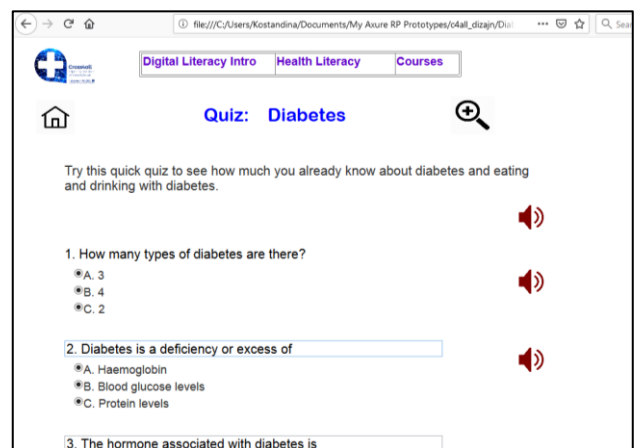 file:///C:/Users/Kostandina/Documents/My Axure RP Prototypes/c4all_dizajn/Dia
Digital Literacy Intro Health Literacy Courses
Quiz: Diabetes
Try this quick quiz to see how much you already know about diabetes and eating
and drinking with diabetes.
1. How many types of diabetes are there?
A. 3
B. 4
C. 2
2. Diabetes is a deficiency or excess of
A. Haemoglobin
B. Blood glucose levels
C. Protein levels
3. The hormone associated with diabetes is